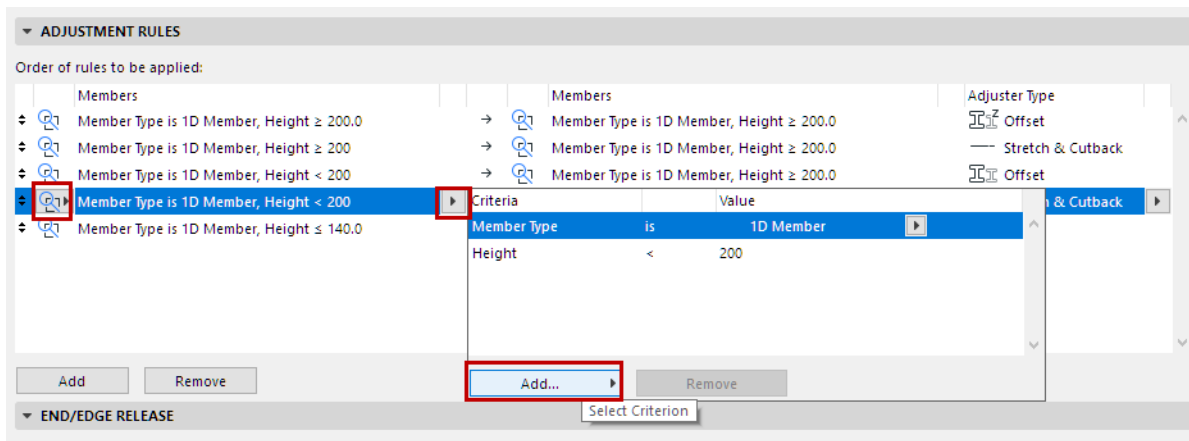 ADJUSTMENT RULES
Order of rules to be applied:
Members Members Adjuster Type
Member Type is 1D Member, Height ≥ 200.0 → Member Type is 1D Member, Height ≥ 200.0 Offset
Member Type is 1D Member, Height ≥ 200 → Member Type is 1D Member, Height ≥ 200.0 Stretch & Cutback
Member Type is 1D Member, Height < 200 → Member Type is 1D Member, Height ≥ 200.0 Offset
Member Type is 1D Member, Height < 200 Criteria Value & Cutback
Member Type is 1D Member, Height ≤ 140.0 Member Type is 1D Member
Height < 200
Add Remove Add... Remove
Select Criterion
END/EDGE RELEASE